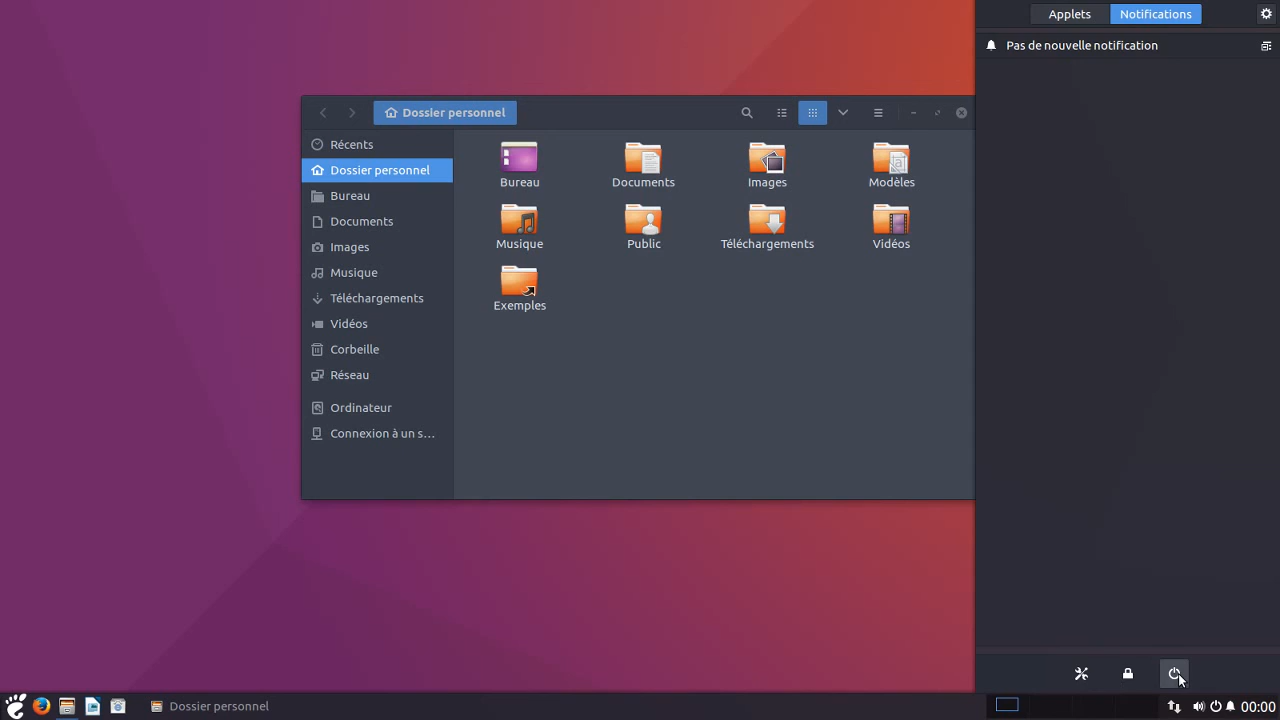 Applets
Notifications
Pas de nouvelle notification
Dossier personnel
Récents
Dossier personnel
Bureau
Documents
Images
Musique
Téléchargements
Vidéos
Corbeille
Réseau
Ordinateur
Connexion à un s…
Bureau
Documents
Images
Modèles
Musique
Public
Téléchargements
Vidéos
Exemples
Dossier personnel
00:00